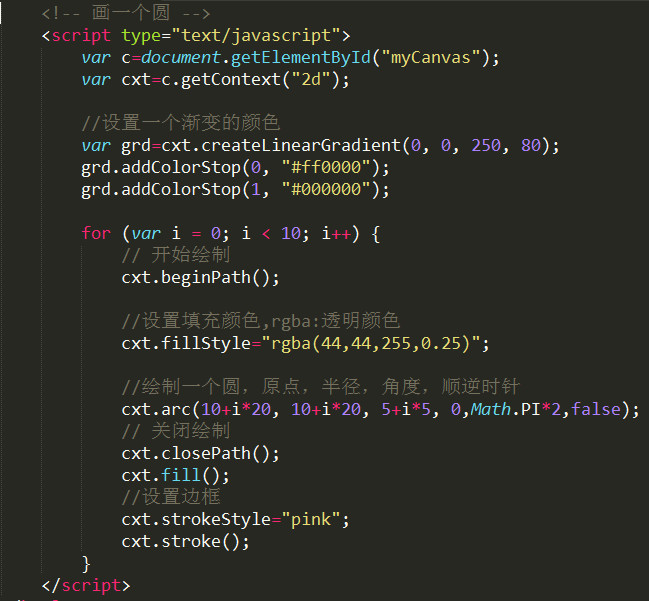 <!-- 画一个圆 -->
<script type="text/javascript">
var c=document.getElementById("myCanvas");
var cxt=c.getContext("2d");
//设置一个渐变的颜色
var grd=cxt.createLinearGradient(0, 0, 250, 80);
grd.addColorStop(0, "#ff0000");
grd.addColorStop(1, "#000000");
for (var i = 0; i < 10; i++) {
// 开始绘制
cxt.beginPath();
//设置填充颜色,rgba:透明颜色
cxt.fillStyle="rgba(44,44,255,0.25)";
//绘制一个圆，原点，半径，角度，顺逆时针
cxt.arc(10+i*20, 10+i*20, 5+i*5, 0,Math.PI*2,false);
// 关闭绘制
cxt.closePath();
cxt.fill();
//设置边框
cxt.strokeStyle="pink";
cxt.stroke();
}
</script>